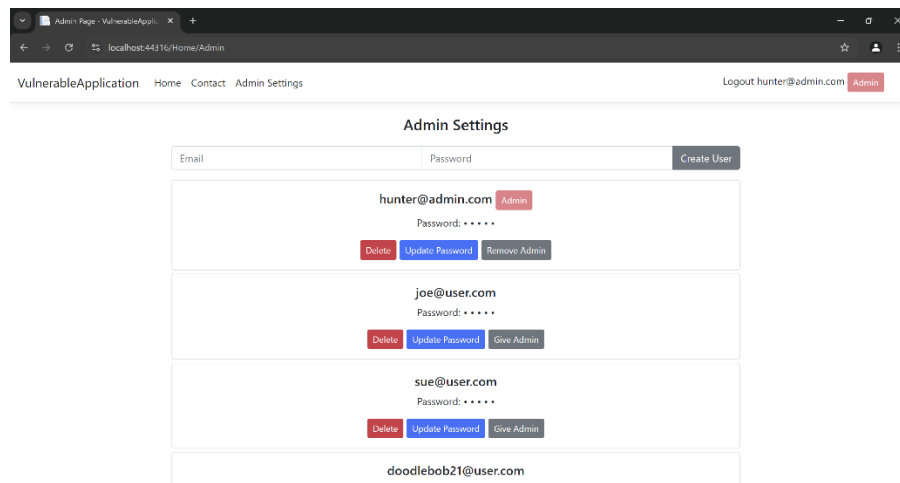 Admin Page - VulnerableApplic
localhost:44316/Home/Admin
VulnerableApplication Home Contact Admin Settings Logout hunter@admin.com Admin
Admin Settings
Email Password Create User
hunter@admin.com Admin
Password: • • • • •
Delete Update Password Remove Admin
joe@user.com
Password: • • • • •
Delete Update Password Give Admin
sue@user.com
Password: • • • • •
Delete Update Password Give Admin
doodlebob21@user.com